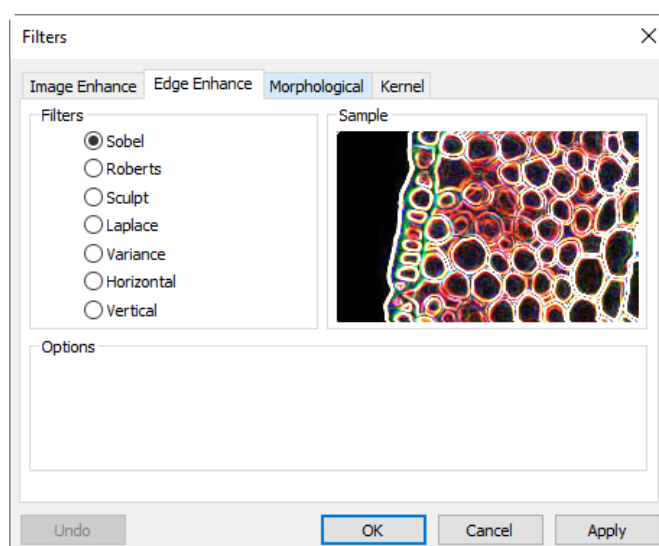 Filters
Image Enhance Edge Enhance Morphological Kernel
Filters
Sobel
Roberts
Sculpt
Laplace
Variance
Horizontal
Vertical
Sample
Options
Undo OK Cancel Apply